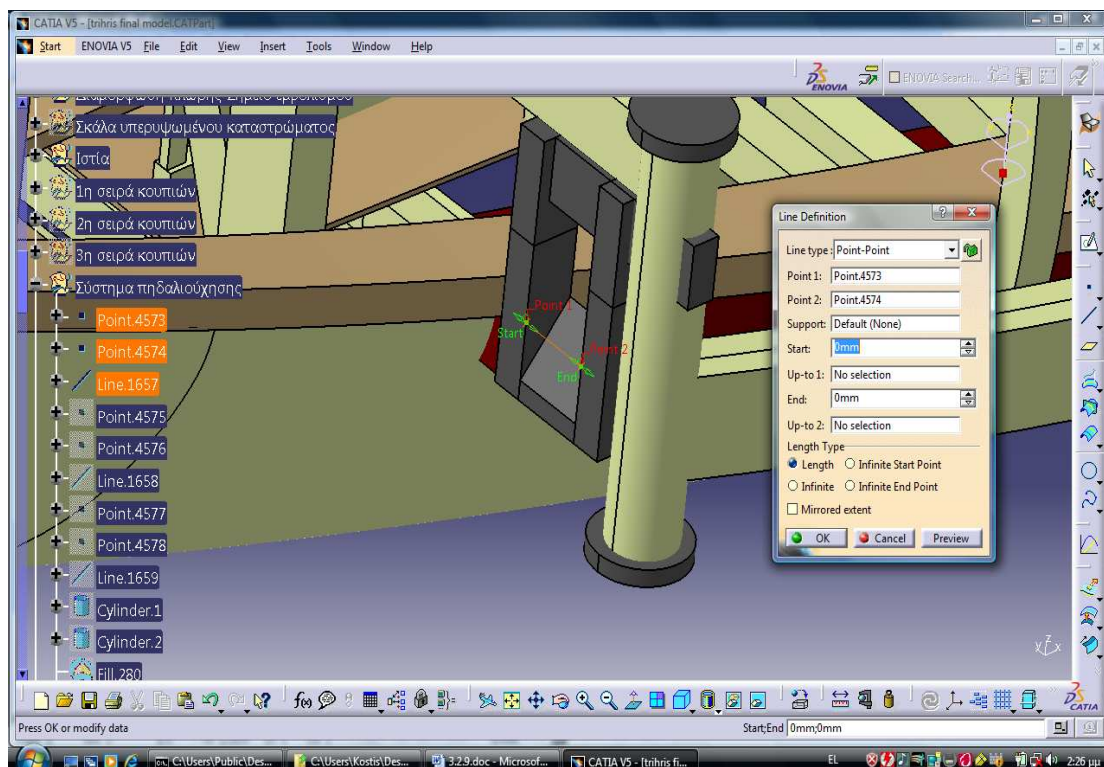 CATIA V5 - [trihris final model.CATPart]
Start ENOVIA V5 File Edit View Insert Tools Window Help
DS ENOVIA
ENOVIA Search...
Διαμόρφωση πλώρης-Σημείο εμβολισμού
Σκάλα υπερυψωμένου καταστρώματος
Ιστία
1η σειρά κουπιών
2η σειρά κουπιών
3η σειρά κουπιών
Σύστημα πηδαλιούχησης
Point.4573
Point.4574
Line.1657
Point.4575
Point.4576
Line.1658
Point.4577
Point.4578
Line.1659
Cylinder.1
Cylinder.2
Fill.280
Point 1
Start
Point 2
End
Line Definition
Line type : Point-Point
Point 1: Point.4573
Point 2: Point.4574
Support: Default (None)
Start: 0mm
Up-to 1: No selection
End: 0mm
Up-to 2: No selection
Length Type
Length Infinite Start Point
Infinite Infinite End Point
Mirrored extent
OK Cancel Preview
z y x
f(x)
DS CATIA
Press OK or modify data
Start;End 0mm;0mm
C:\Users\Public\Des...
C:\Users\Kostis\Des...
3.2.9.doc - Microsof...
CATIA V5 - [trihris fi...
EL
2:26 μμ